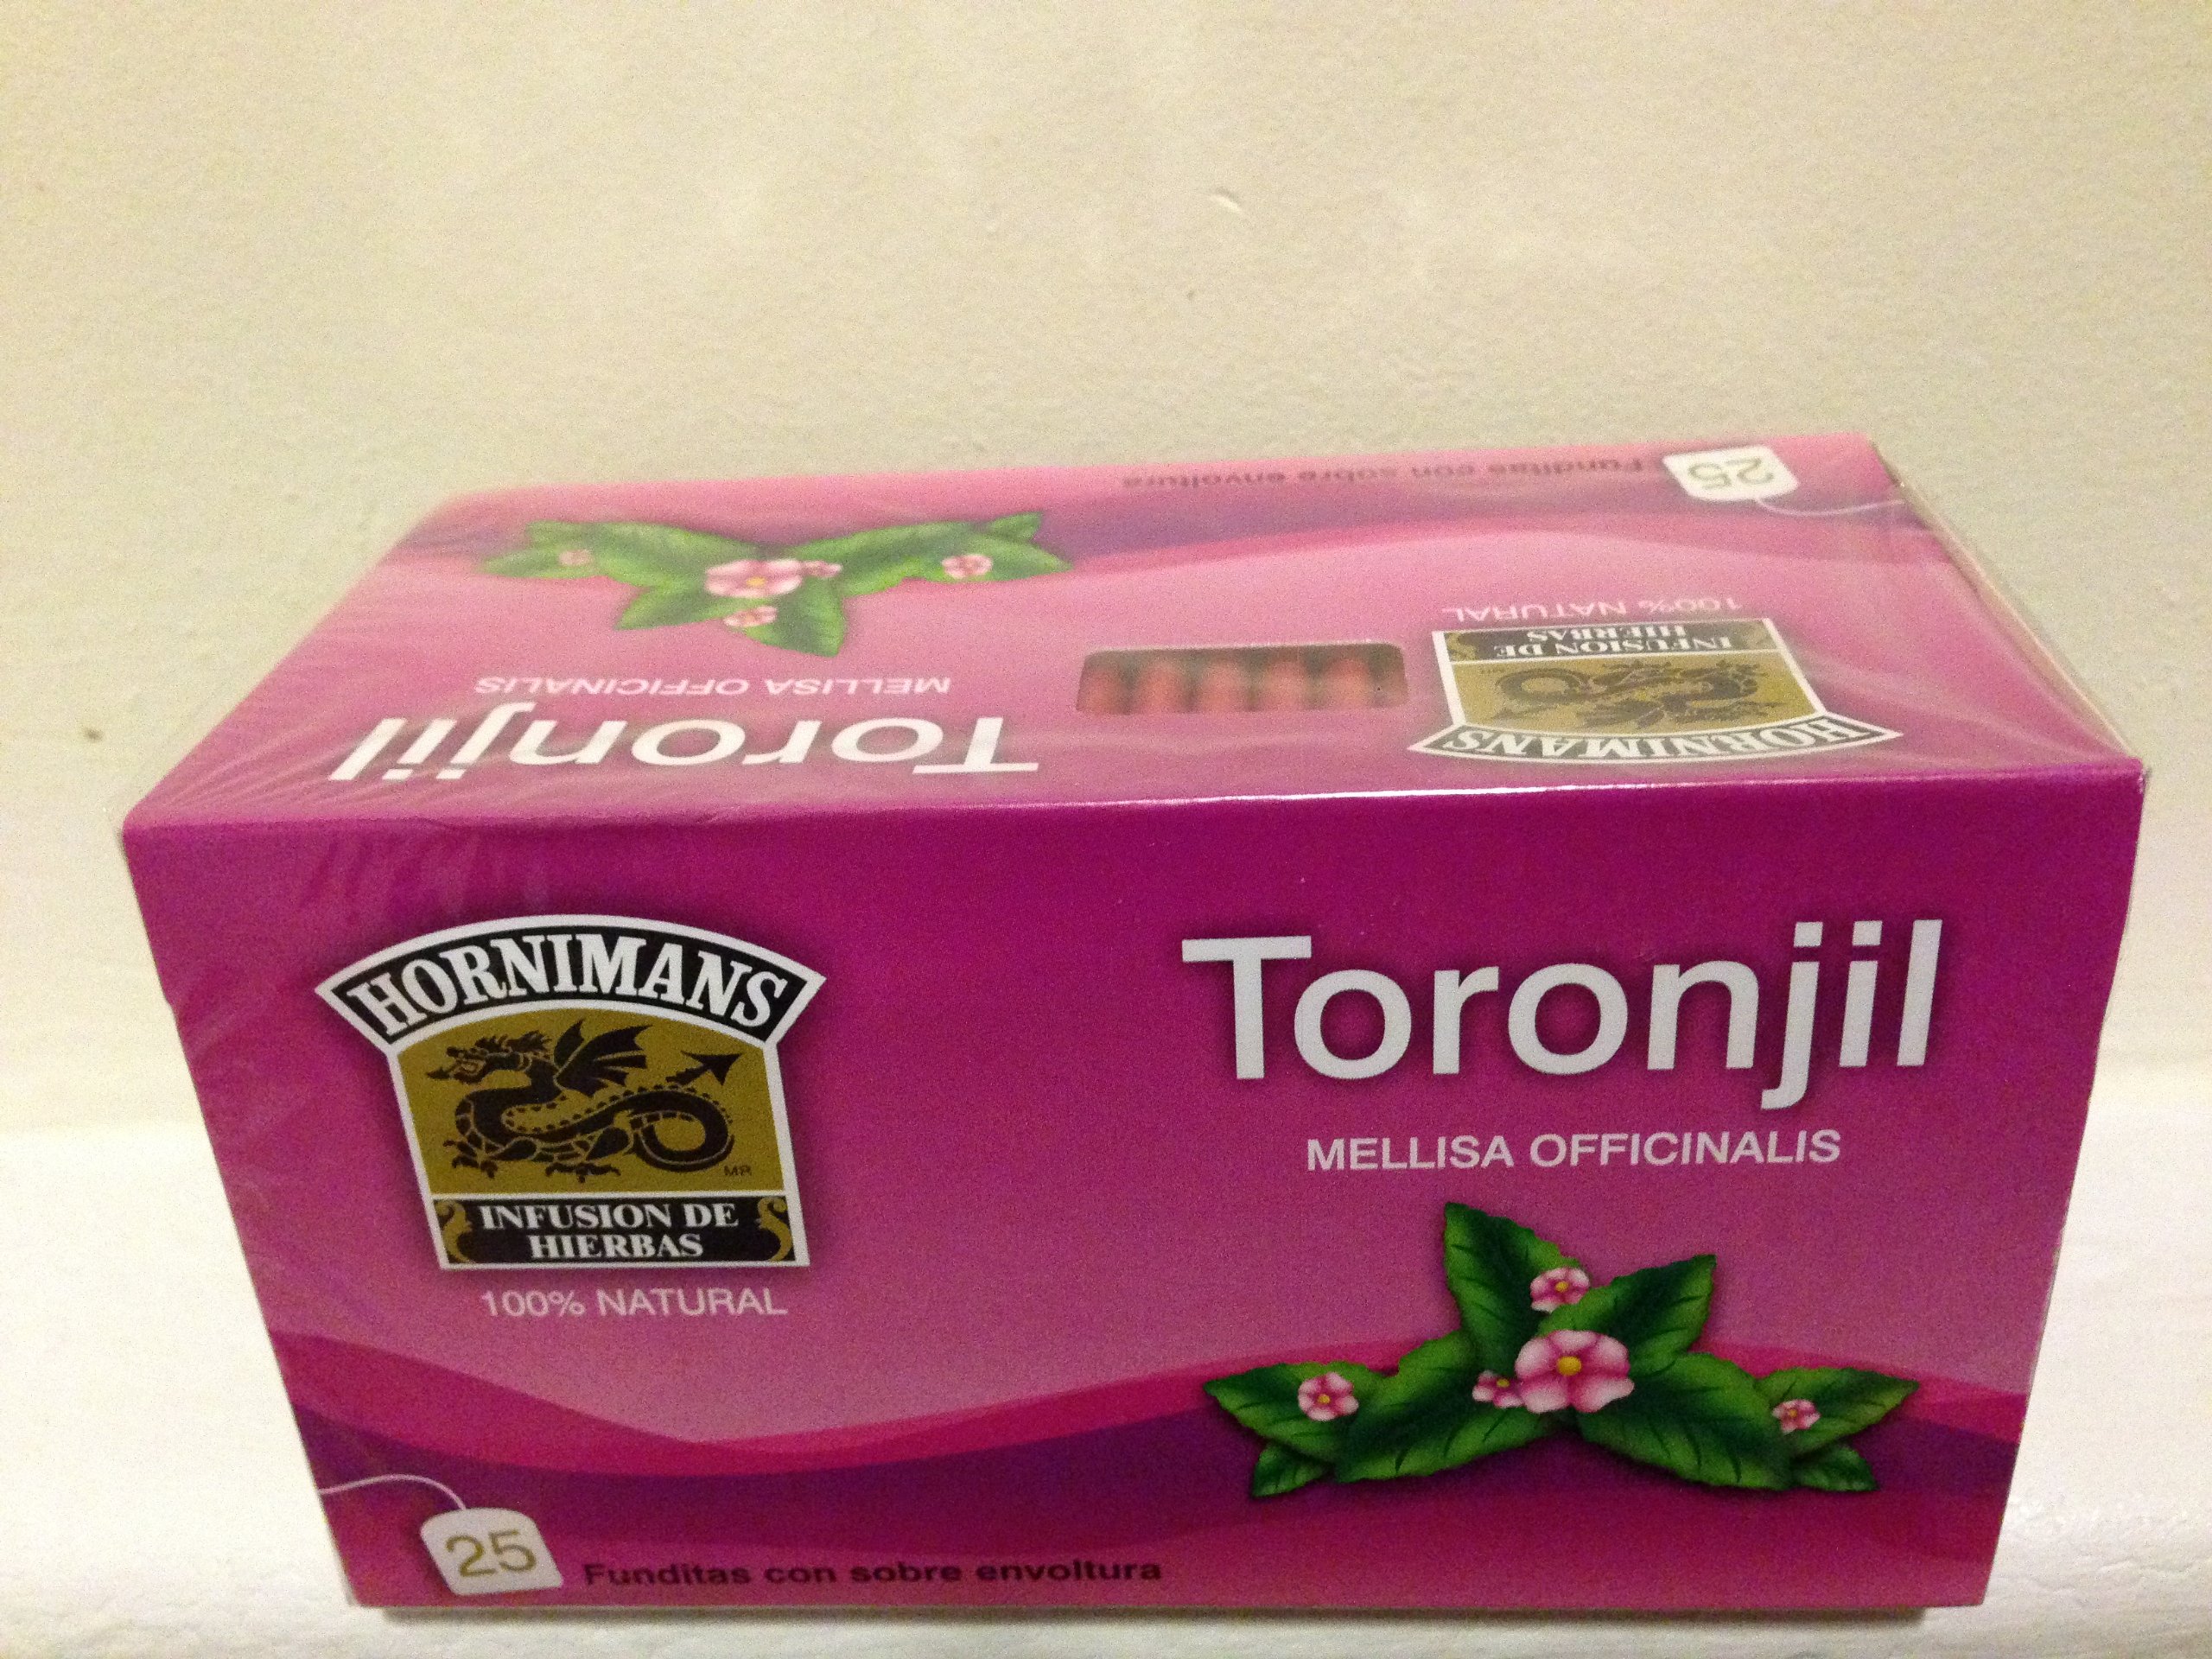 25
Funditas con sobre envoltura
100% NATURAL
INFUSION DE
HIERBAS
HORNIMANS
MELLISA OFFICINALIS
Toronjil
HORNIMANS
MR
INFUSION DE
HIERBAS
100% NATURAL
Toronjil
MELLISA OFFICINALIS
25
Funditas con sobre envoltura